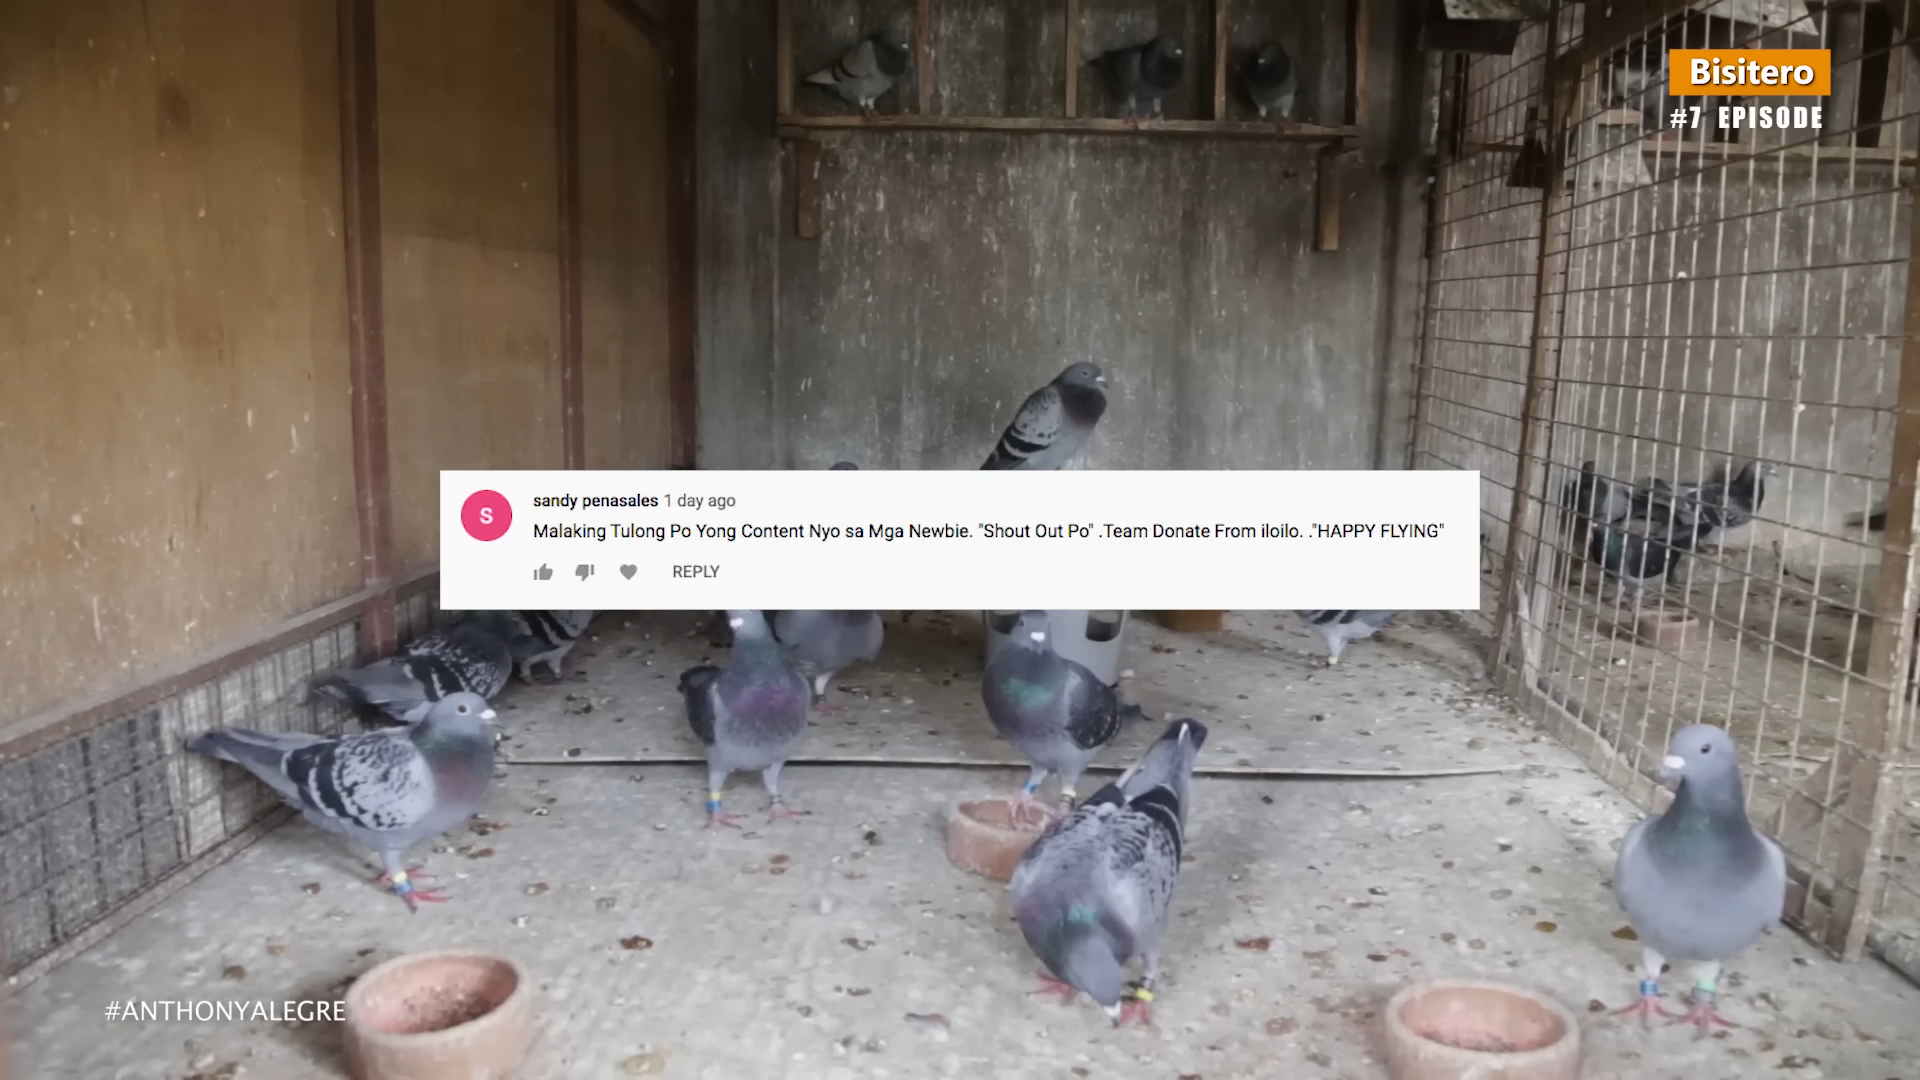 Bisitero
#7 EPISODE
S
sandy penasales 1 day ago
Malaking Tulong Po Yong Content Nyo sa Mga Newbie. "Shout Out Po" .Team Donate From iloilo. ."HAPPY FLYING"
REPLY
#ANTHONYALEGRE